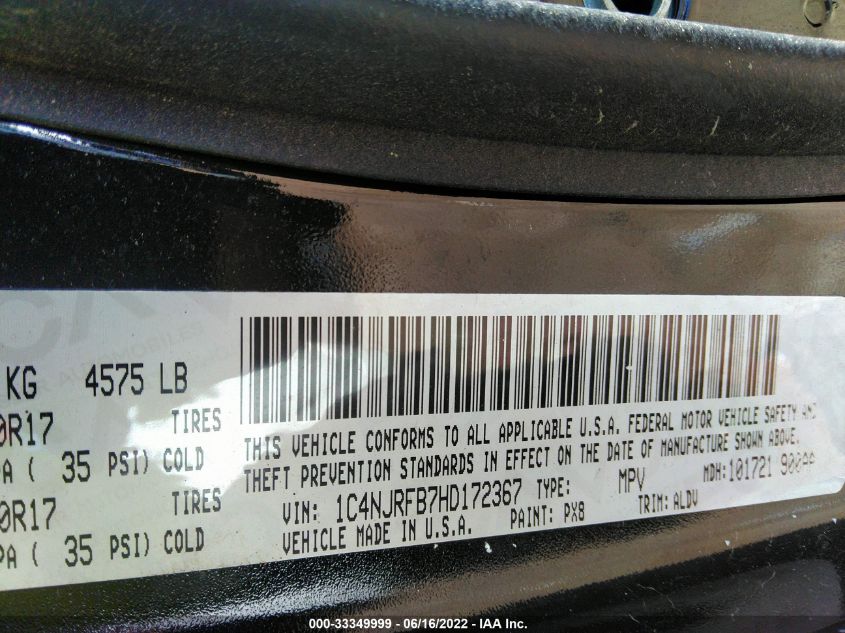 KG 4575 LB
0R17 TIRES
PA ( 35 PSI) COLD
0R17 TIRES
PA ( 35 PSI) COLD
THIS VEHICLE CONFORMS TO ALL APPLICABLE U.S.A. FEDERAL MOTOR VEHICLE SAFETY AND
THEFT PREVENTION STANDARDS IN EFFECT ON THE DATE OF MANUFACTURE SHOWN ABOVE.
VIN: 1C4NJRFB7HD172367 TYPE: MPV MDH: 101721
VEHICLE MADE IN U.S.A. PAINT: PX8 TRIM: ALDV
000-33349999 - 06/16/2022 - IAA Inc.